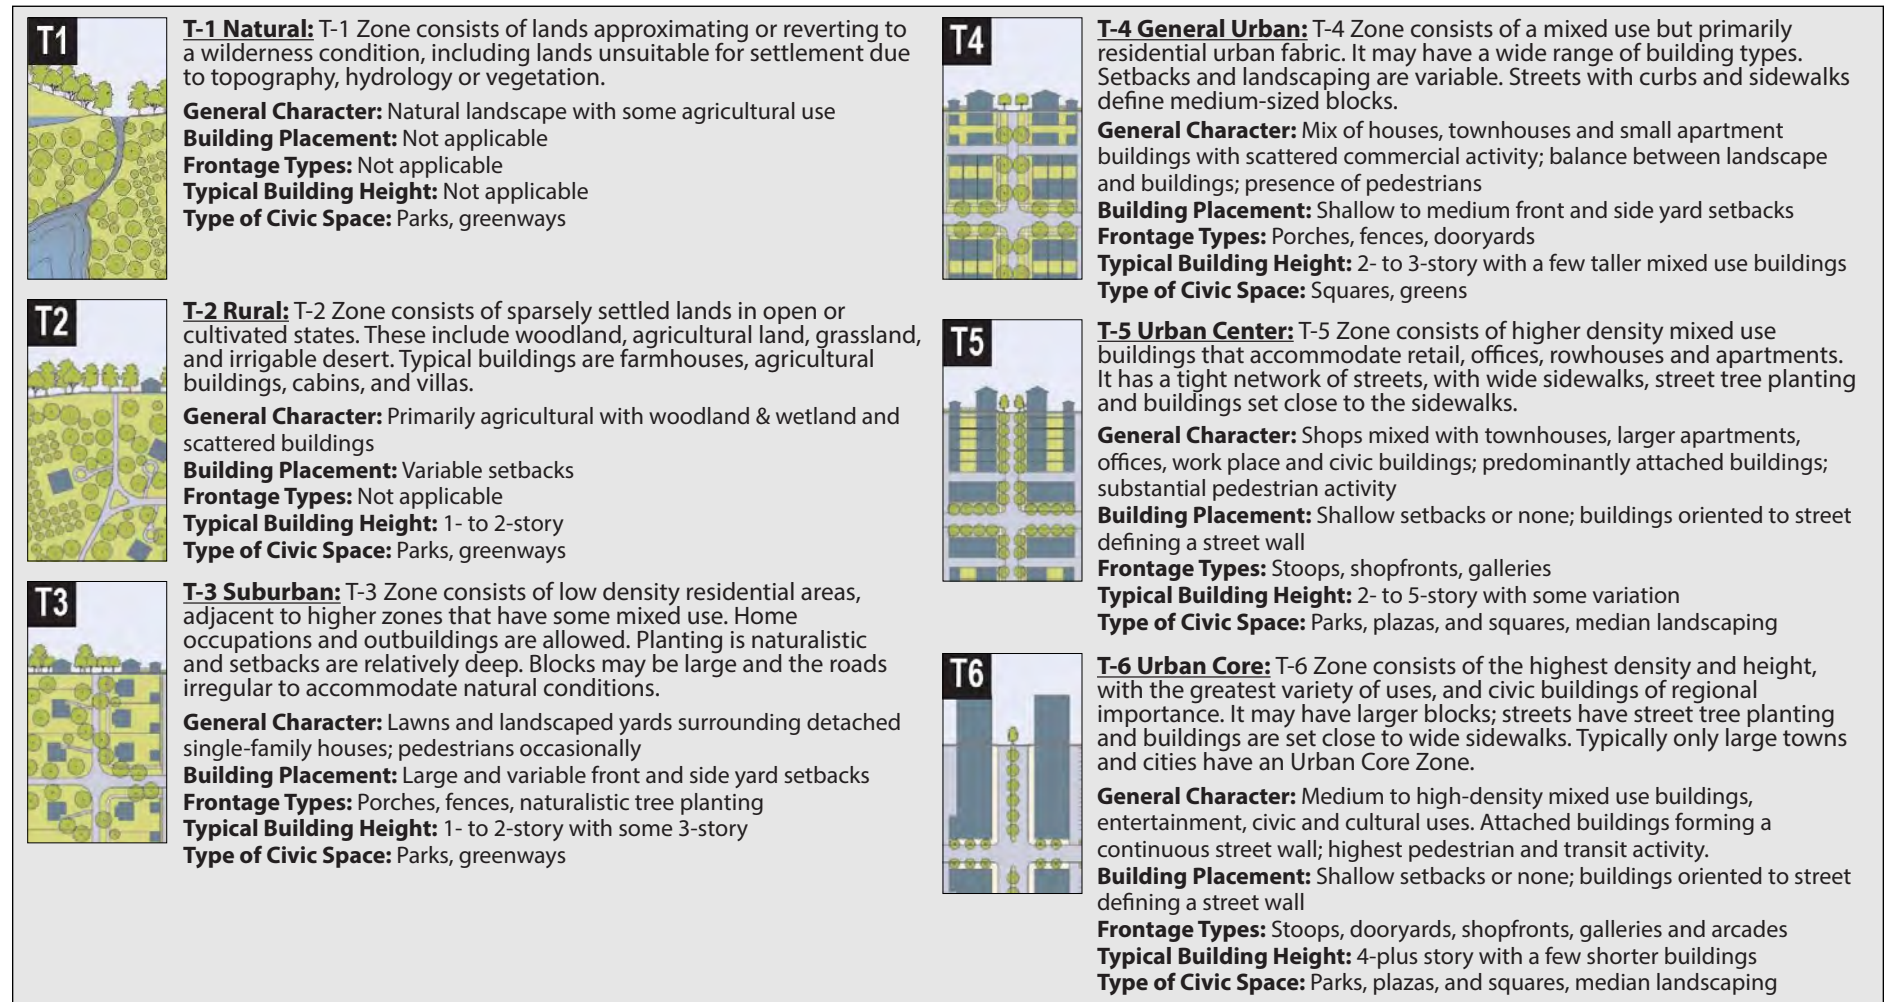 T1
T-1 Natural: T-1 Zone consists of lands approximating or reverting to
a wilderness condition, including lands unsuitable for settlement due
to topography, hydrology or vegetation.
General Character: Natural landscape with some agricultural use
Building Placement: Not applicable
Frontage Types: Not applicable
Typical Building Height: Not applicable
Type of Civic Space: Parks, greenways
T2
T-2 Rural: T-2 Zone consists of sparsely settled lands in open or
cultivated states. These include woodland, agricultural land, grassland,
and irrigable desert. Typical buildings are farmhouses, agricultural
buildings, cabins, and villas.
General Character: Primarily agricultural with woodland & wetland and
scattered buildings
Building Placement: Variable setbacks
Frontage Types: Not applicable
Typical Building Height: 1- to 2-story
Type of Civic Space: Parks, greenways
T3
T-3 Suburban: T-3 Zone consists of low density residential areas,
adjacent to higher zones that have some mixed use. Home
occupations and outbuildings are allowed. Planting is naturalistic
and setbacks are relatively deep. Blocks may be large and the roads
irregular to accommodate natural conditions.
General Character: Lawns and landscaped yards surrounding detached
single-family houses; pedestrians occasionally
Building Placement: Large and variable front and side yard setbacks
Frontage Types: Porches, fences, naturalistic tree planting
Typical Building Height: 1- to 2-story with some 3-story
Type of Civic Space: Parks, greenways
T4
T-4 General Urban: T-4 Zone consists of a mixed use but primarily
residential urban fabric. It may have a wide range of building types.
Setbacks and landscaping are variable. Streets with curbs and sidewalks
define medium-sized blocks.
General Character: Mix of houses, townhouses and small apartment
buildings with scattered commercial activity; balance between landscape
and buildings; presence of pedestrians
Building Placement: Shallow to medium front and side yard setbacks
Frontage Types: Porches, fences, dooryards
Typical Building Height: 2- to 3-story with a few taller mixed use buildings
Type of Civic Space: Squares, greens
T5
T-5 Urban Center: T-5 Zone consists of higher density mixed use
buildings that accommodate retail, offices, rowhouses and apartments.
It has a tight network of streets, with wide sidewalks, street tree planting
and buildings set close to the sidewalks.
General Character: Shops mixed with townhouses, larger apartments,
offices, work place and civic buildings; predominantly attached buildings;
substantial pedestrian activity
Building Placement: Shallow setbacks or none; buildings oriented to street
defining a street wall
Frontage Types: Stoops, shopfronts, galleries
Typical Building Height: 2- to 5-story with some variation
Type of Civic Space: Parks, plazas, and squares, median landscaping
T6
T-6 Urban Core: T-6 Zone consists of the highest density and height,
with the greatest variety of uses, and civic buildings of regional
importance. It may have larger blocks; streets have street tree planting
and buildings are set close to wide sidewalks. Typically only large towns
and cities have an Urban Core Zone.
General Character: Medium to high-density mixed use buildings,
entertainment, civic and cultural uses. Attached buildings forming a
continuous street wall; highest pedestrian and transit activity.
Building Placement: Shallow setbacks or none; buildings oriented to street
defining a street wall
Frontage Types: Stoops, dooryards, shopfronts, galleries and arcades
Typical Building Height: 4-plus story with a few shorter buildings
Type of Civic Space: Parks, plazas, and squares, median landscaping